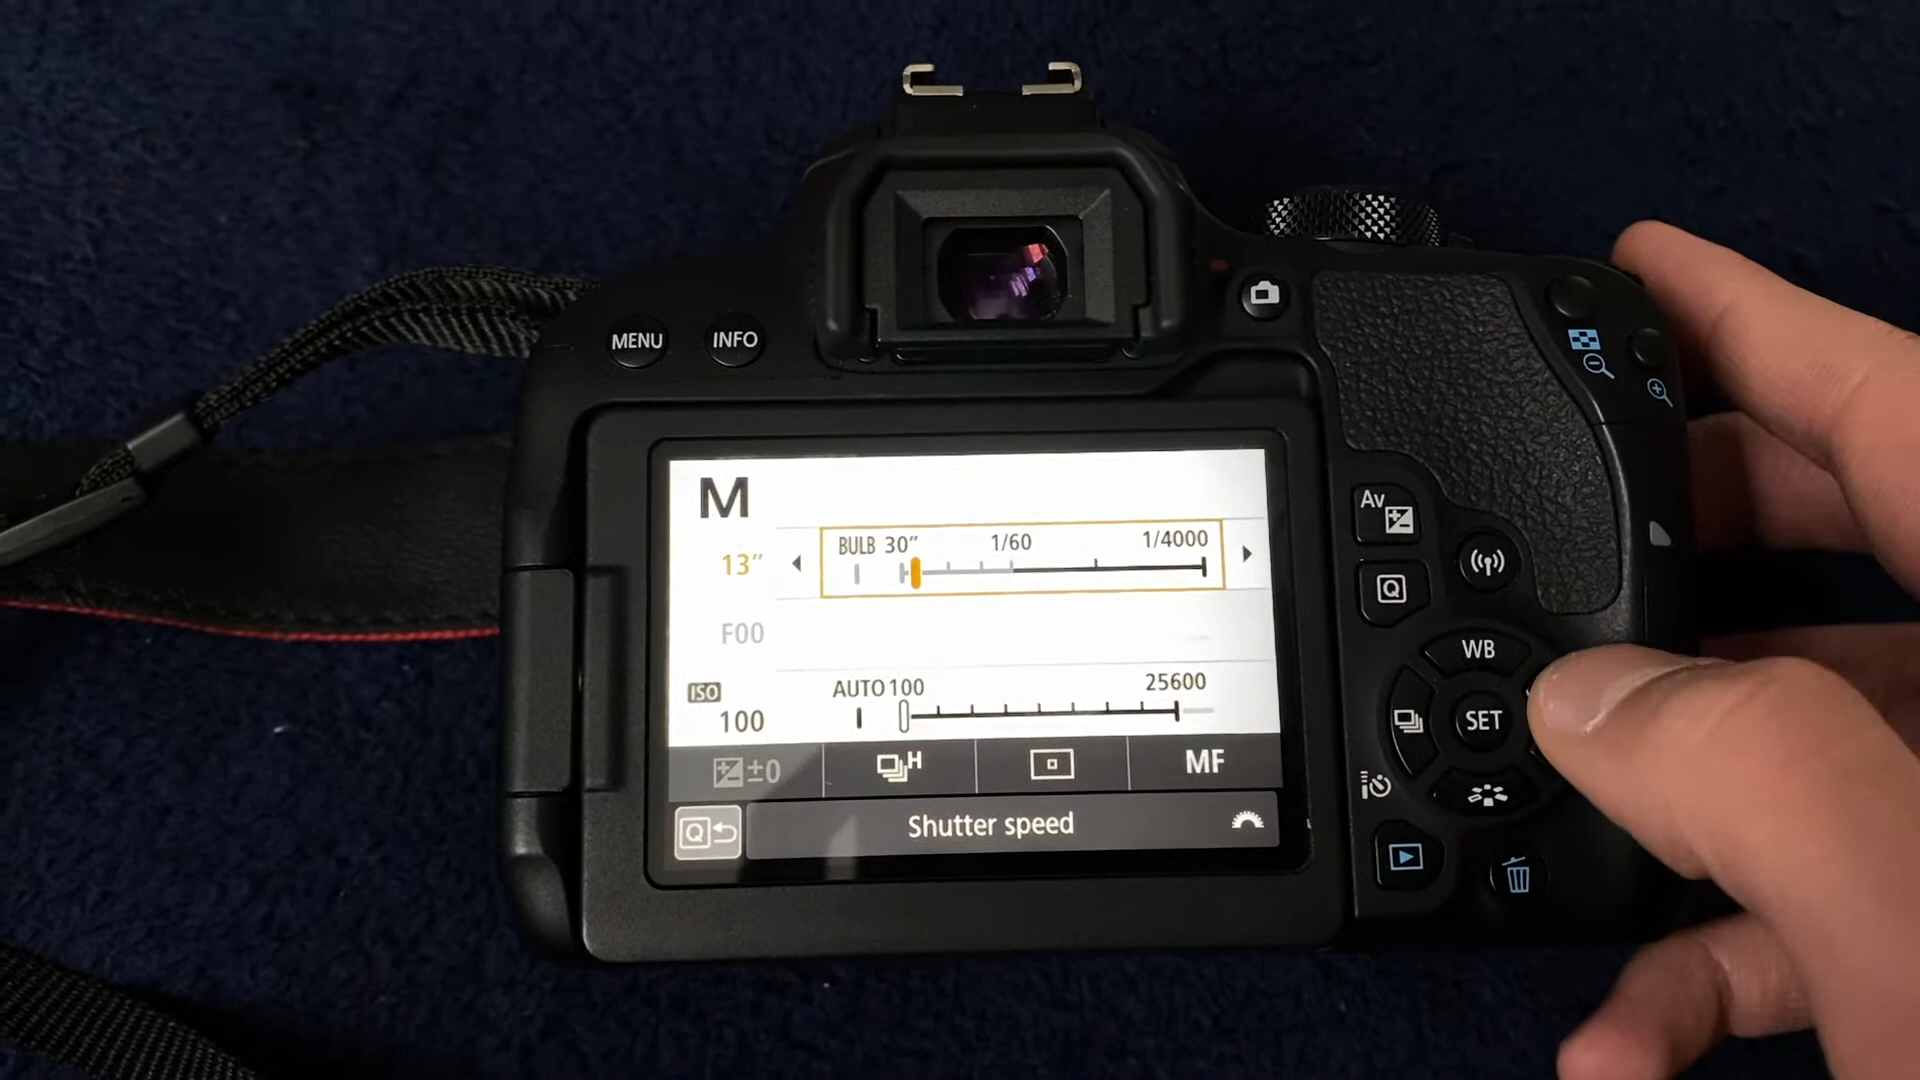 MENU INFO
M
13" BULB 30" 1/60 1/4000
F00
ISO AUTO 100 25600
100
±0 H MF
Q Shutter speed
Av
Q
WB
SET